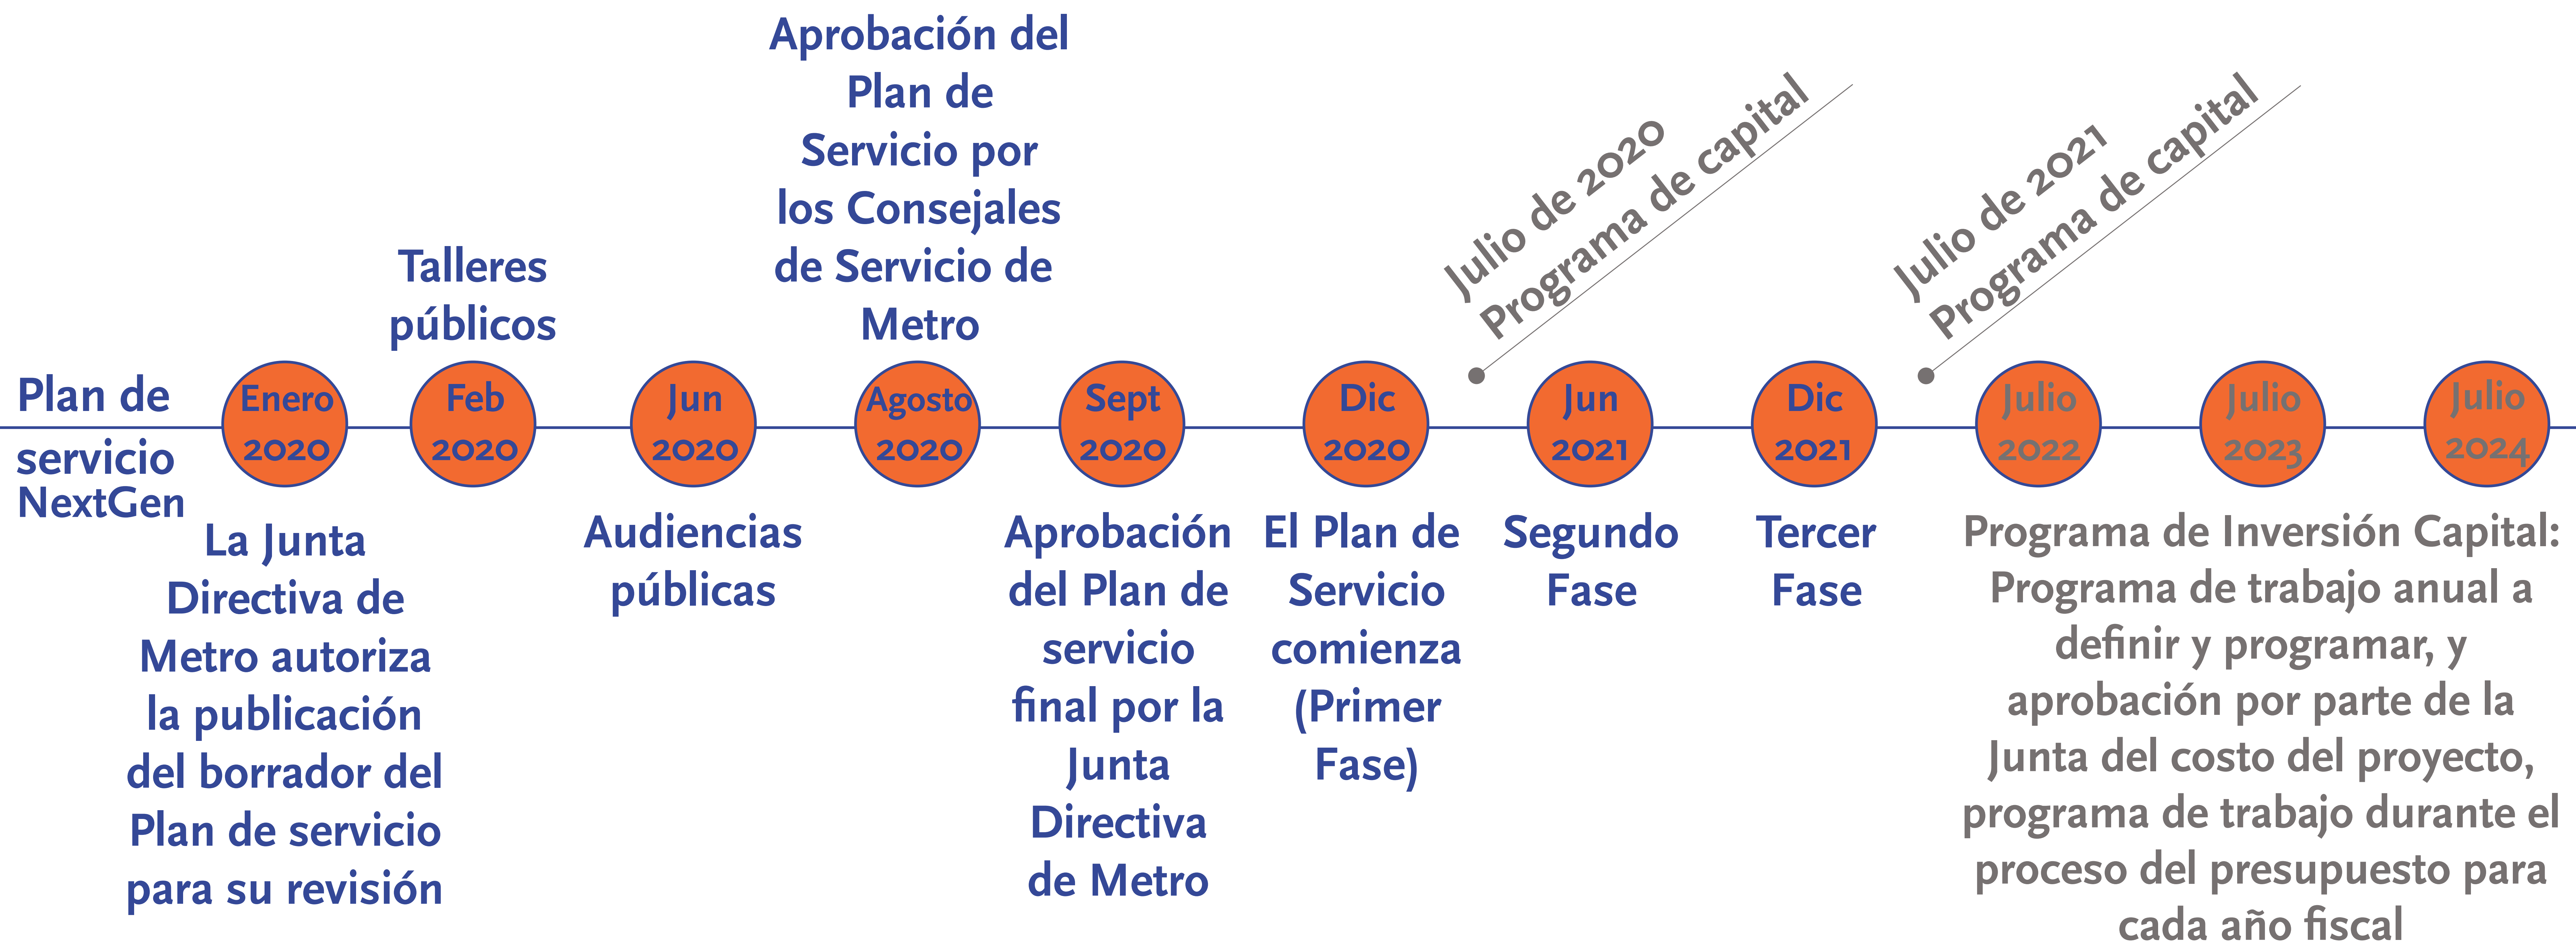 Plan de
servicio
NextGen
Enero
2020
La Junta
Directiva de
Metro autoriza
la publicación
del borrador del
Plan de servicio
para su revisión
Talleres
públicos
Feb
2020
Jun
2020
Audiencias
públicas
Aprobación del
Plan de
Servicio por
los Consejales
de Servicio de
Metro
Agosto
2020
Sept
2020
Aprobación
del Plan de
servicio
final por la
Junta
Directiva
de Metro
Dic
2020
El Plan de
Servicio
comienza
(Primer
Fase)
Julio de 2020
Programa de capital
Jun
2021
Segundo
Fase
Dic
2021
Tercer
Fase
Julio de 2021
Programa de capital
Julio
2022
Julio
2023
Julio
2024
Programa de Inversión Capital:
Programa de trabajo anual a
definir y programar, y
aprobación por parte de la
Junta del costo del proyecto,
programa de trabajo durante el
proceso del presupuesto para
cada año fiscal